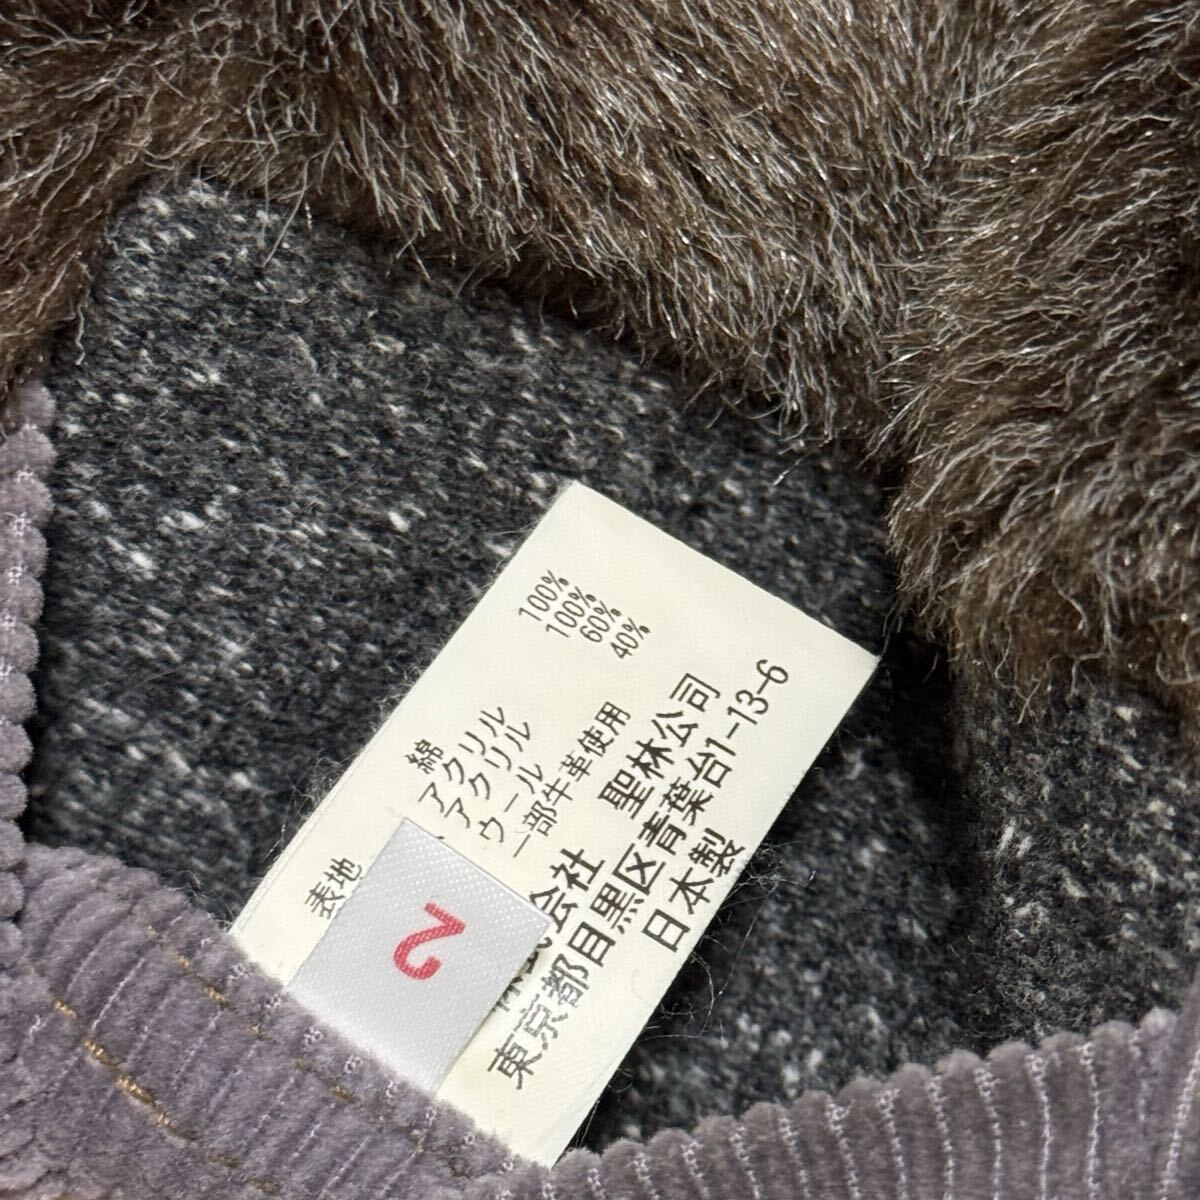 表地 綿 100%
アクリル 100%
アクリル 60%
ウール 40%
一部牛革使用
会社 聖林公司
東京都目黒区青葉台1-13-6
日本製
2